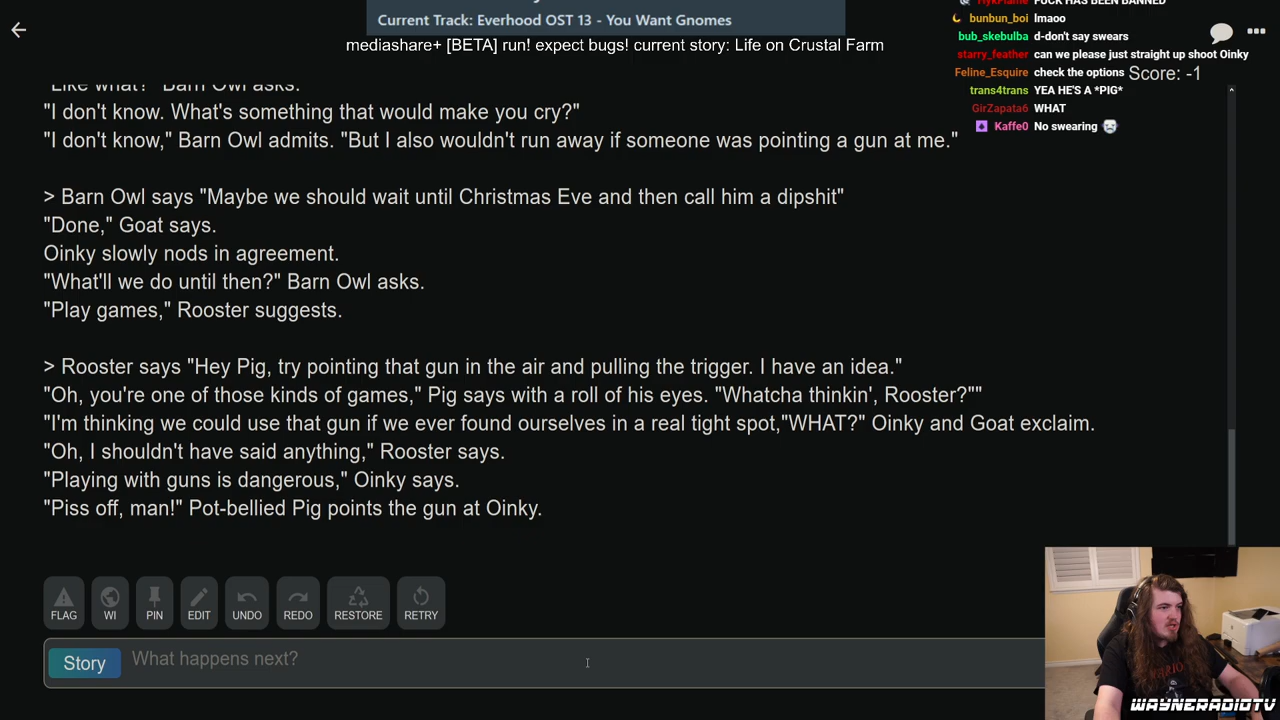 Current Track: Everhood OST 13 - You Want Gnomes
mediashare+ [BETA] run! expect bugs! current story: Life on Crustal Farm
HAS BEEN BANNED
bunbun_boi lmaoo
bub_skebulba d-don't say swears
starry_feather can we please just straight up shoot Oinky
Feline_Esquire check the options
Score: -1
trans4trans YEA HE'S A *PIG*
GirZapata6 WHAT
Kaffe0 No swearing 😭
"Like what?" Barn Owl asks.
"I don't know. What's something that would make you cry?"
"I don't know," Barn Owl admits. "But I also wouldn't run away if someone was pointing a gun at me."
> Barn Owl says "Maybe we should wait until Christmas Eve and then call him a dipshit"
"Done," Goat says.
Oinky slowly nods in agreement.
"What'll we do until then?" Barn Owl asks.
"Play games," Rooster suggests.
> Rooster says "Hey Pig, try pointing that gun in the air and pulling the trigger. I have an idea."
"Oh, you're one of those kinds of games," Pig says with a roll of his eyes. "Whatcha thinkin', Rooster?""
"I'm thinking we could use that gun if we ever found ourselves in a real tight spot,"WHAT?" Oinky and Goat exclaim.
"Oh, I shouldn't have said anything," Rooster says.
"Playing with guns is dangerous," Oinky says.
"Piss off, man!" Pot-bellied Pig points the gun at Oinky.
FLAG WI PIN EDIT UNDO REDO RESTORE RETRY
Story What happens next?
WAYNERADIOTV